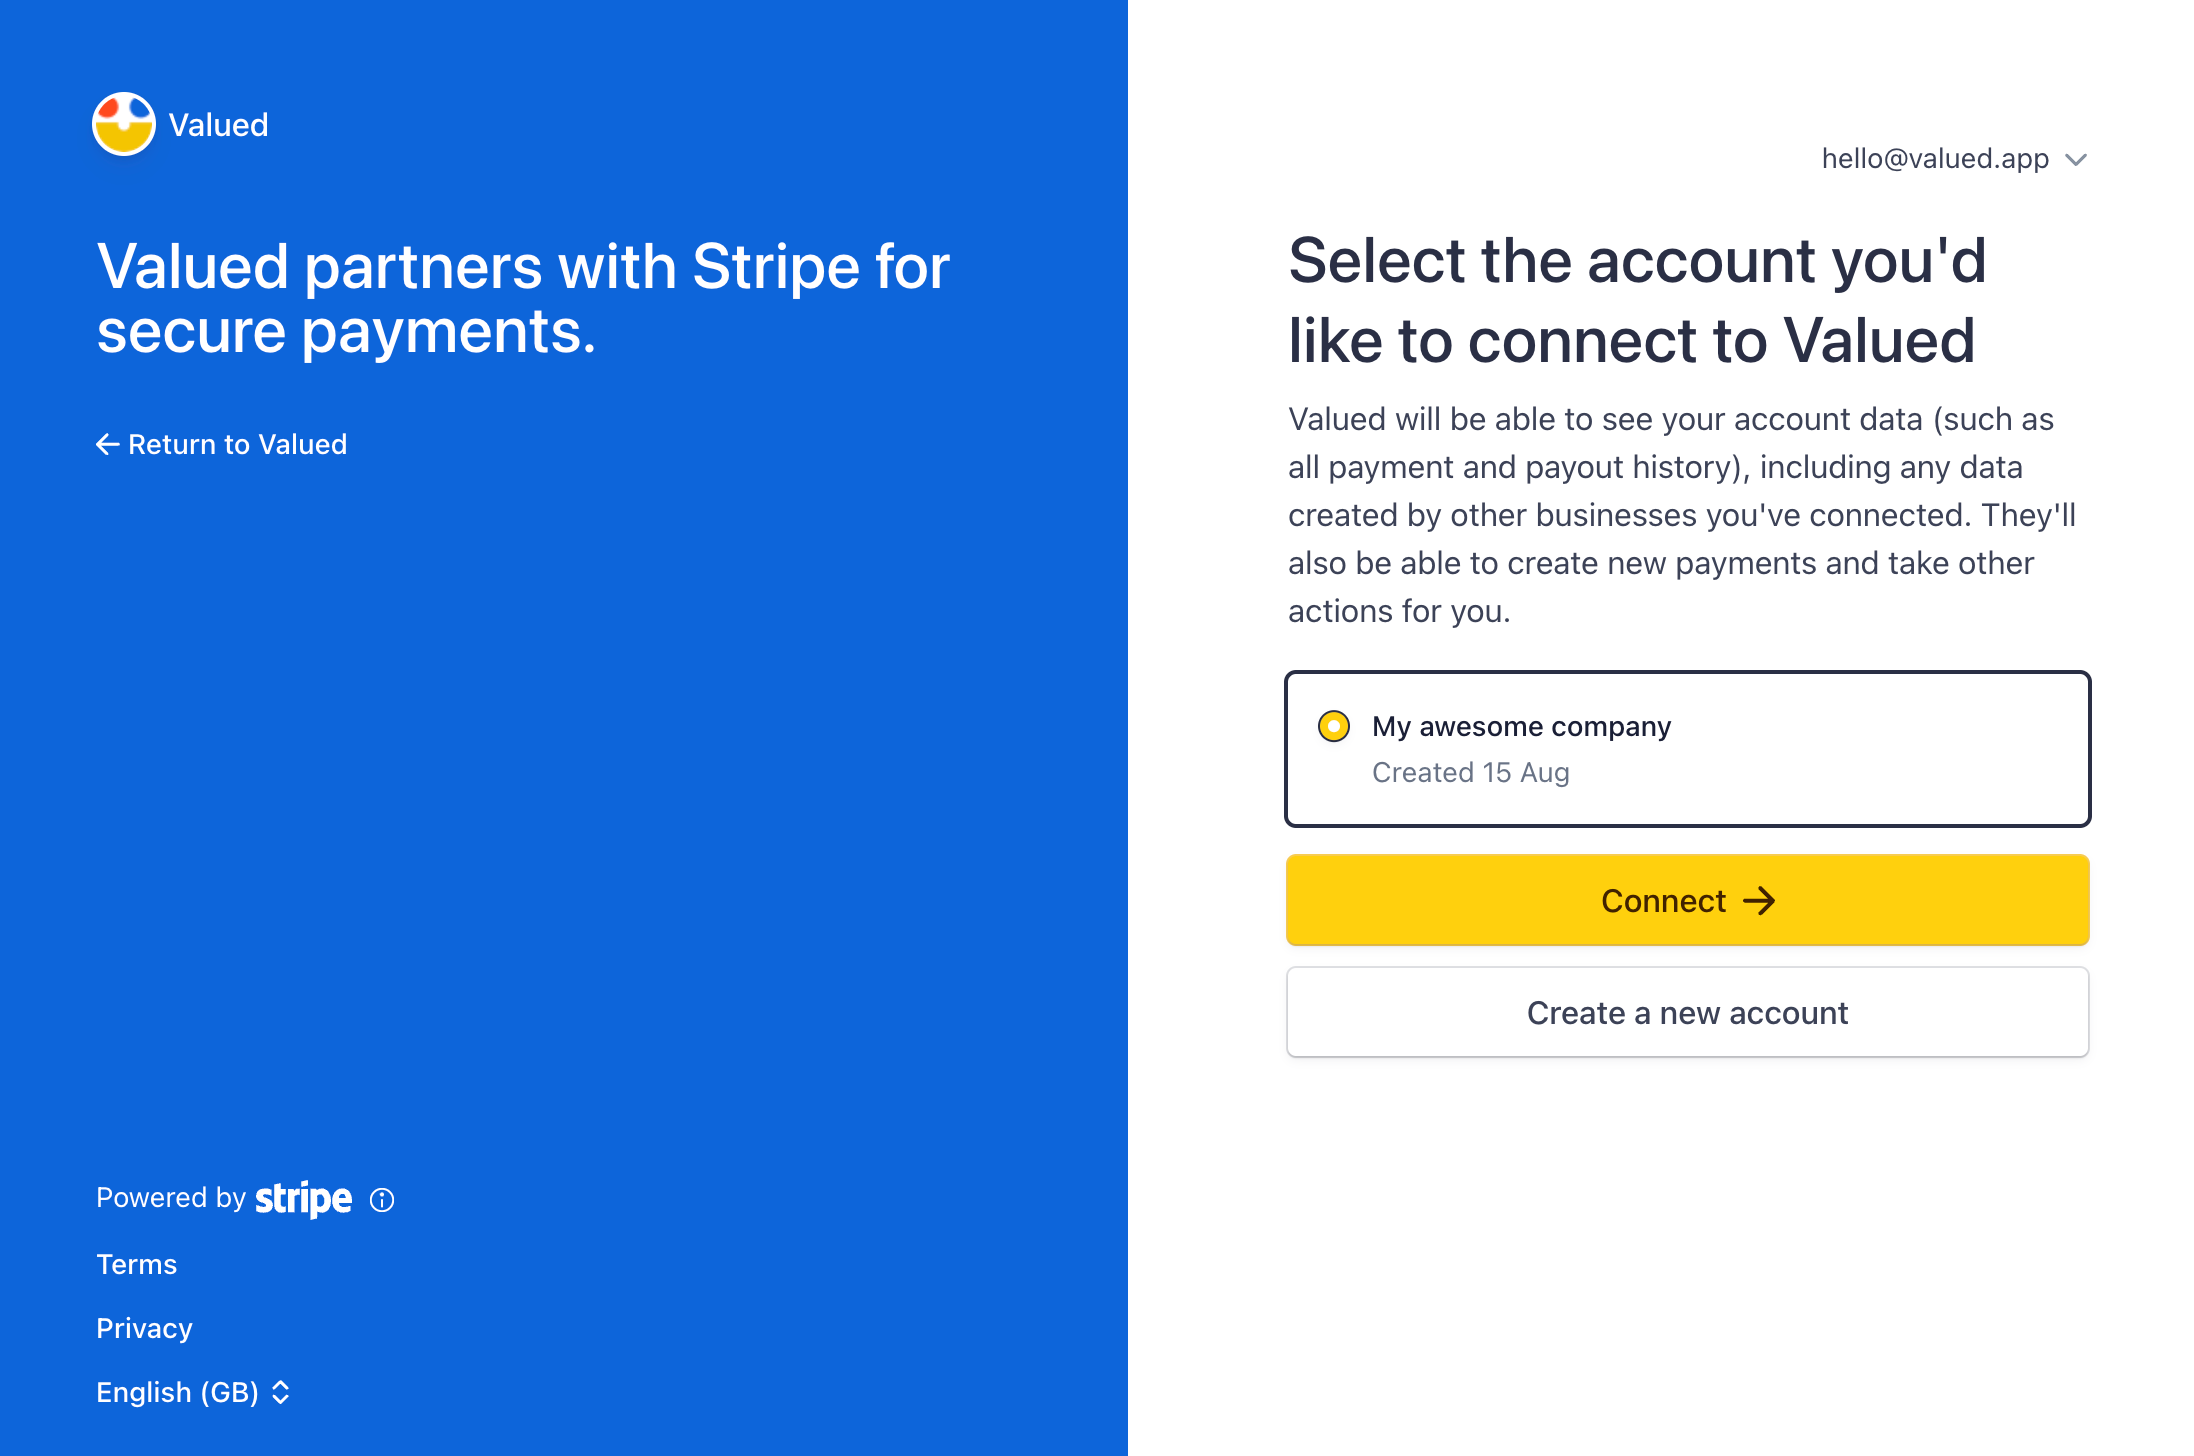 Valued
Valued partners with Stripe for
secure payments.
Return to Valued
Powered by stripe
Terms
Privacy
English (GB)
hello@valued.app
Select the account you'd
like to connect to Valued
Valued will be able to see your account data (such as
all payment and payout history), including any data
created by other businesses you've connected. They'll
also be able to create new payments and take other
actions for you.
My awesome company
Created 15 Aug
Connect
Create a new account